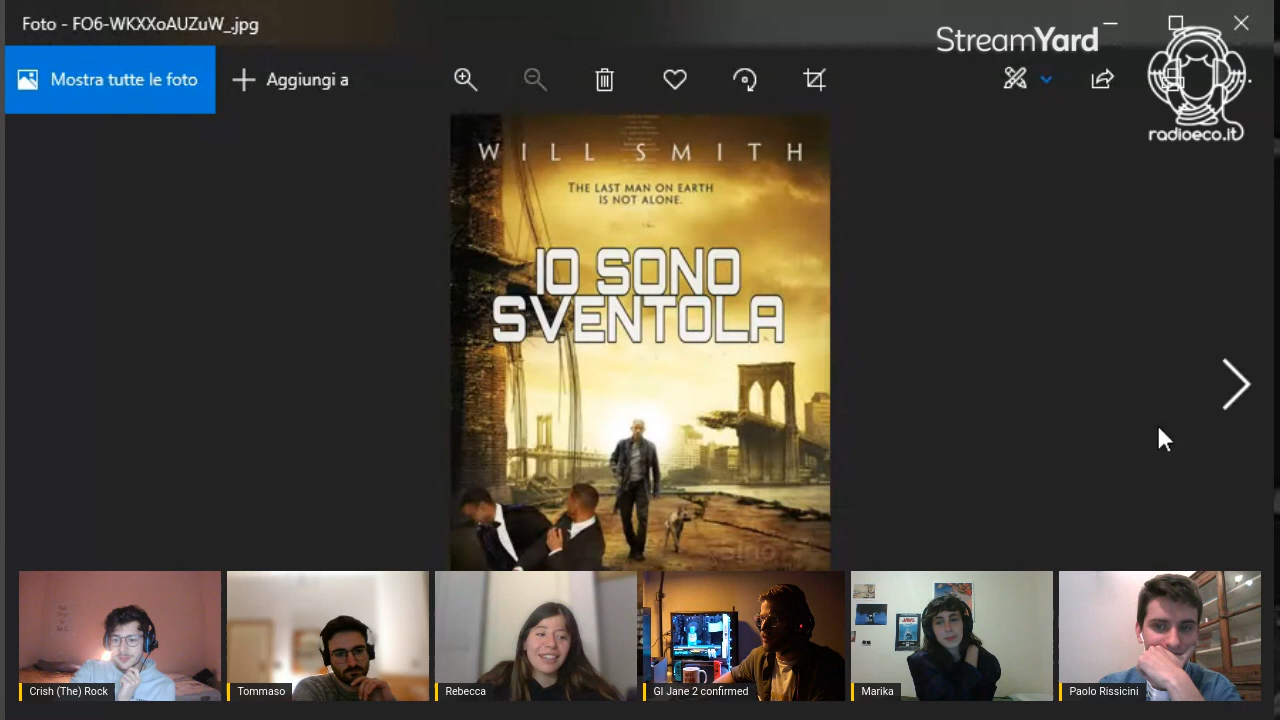 Foto - FO6-WKXXoAUZuW_.jpg
StreamYard
Mostra tutte le foto
Aggiungi a
radioeco.it
WILL SMITH
THE LAST MAN ON EARTH
IS NOT ALONE.
IO SONO
SVENTOLA
Crish (The) Rock
Tommaso
Rebecca
GI Jane 2 confirmed
Marika
Paolo Rissicini
JAWS